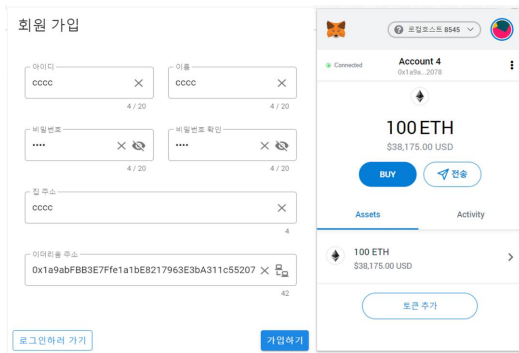 회원 가입
아이디
cccc
4 / 20
이름
cccc
4 / 20
비밀번호
4 / 20
비밀번호 확인
4 / 20
집 주소
cccc
4
이더리움 주소
0x1a9abFBB3E7Ffe1a1bE8217963E3bA311c55207
42
로그인하러 가기
가입하기
로컬호스트 8545
Connected
Account 4
0x1a9a...2078
100 ETH
$38,175.00 USD
BUY
전송
Assets
Activity
100 ETH
$38,175.00 USD
토큰 추가